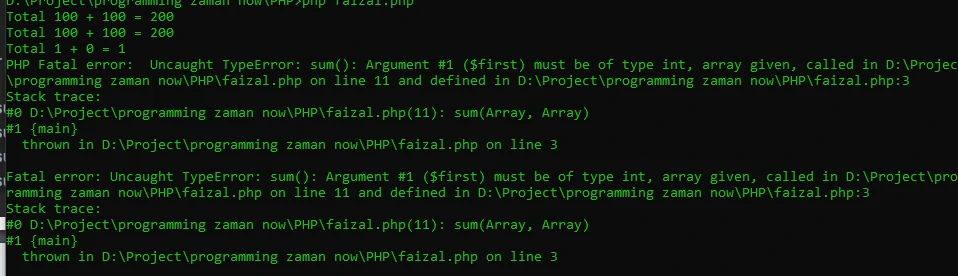 D:\Project\programming zaman now\PHP>php faizal.php
Total 100 + 100 = 200
Total 100 + 100 = 200
Total 1 + 0 = 1
PHP Fatal error:  Uncaught TypeError: sum(): Argument #1 ($first) must be of type int, array given, called in D:\Projec
\programming zaman now\PHP\faizal.php on line 11 and defined in D:\Project\programming zaman now\PHP\faizal.php:3
Stack trace:
#0 D:\Project\programming zaman now\PHP\faizal.php(11): sum(Array, Array)
#1 {main}
  thrown in D:\Project\programming zaman now\PHP\faizal.php on line 3
Fatal error: Uncaught TypeError: sum(): Argument #1 ($first) must be of type int, array given, called in D:\Project\pro
ramming zaman now\PHP\faizal.php on line 11 and defined in D:\Project\programming zaman now\PHP\faizal.php:3
Stack trace:
#0 D:\Project\programming zaman now\PHP\faizal.php(11): sum(Array, Array)
#1 {main}
  thrown in D:\Project\programming zaman now\PHP\faizal.php on line 3